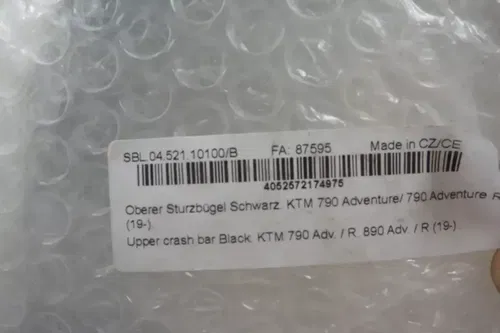 SBL.04.521.10100/B FA: 87595 Made in CZ/CE
4052572174975
Oberer Sturzbügel Schwarz. KTM 790 Adventure/ 790 Adventure R
(19-).
Upper crash bar Black. KTM 790 Adv. / R. 890 Adv. / R (19-).